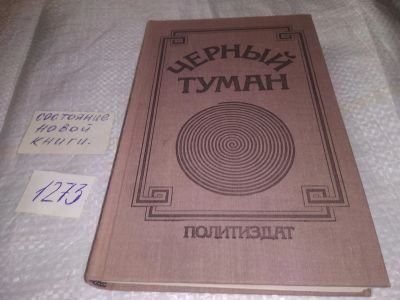 ЧЕРНЫЙ
ТУМАН
ПОЛИТИЗДАТ
состояние
новой
книги.
1273